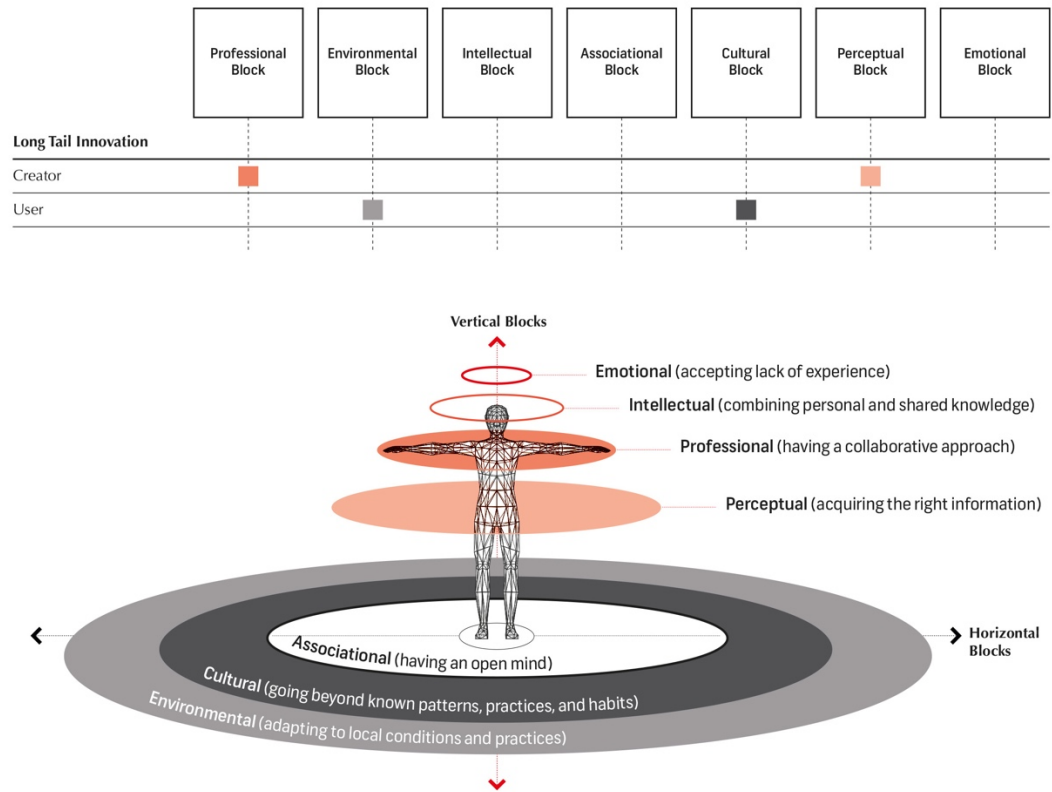 Professional
Block
Environmental
Block
Intellectual
Block
Associational
Block
Cultural
Block
Perceptual
Block
Emotional
Block
Long Tail Innovation
Creator
User
Vertical Blocks
Emotional (accepting lack of experience)
Intellectual (combining personal and shared knowledge)
Professional (having a collaborative approach)
Perceptual (acquiring the right information)
Horizontal
Blocks
Associational (having an open mind)
Cultural (going beyond known patterns, practices, and habits)
Environmental (adapting to local conditions and practices)